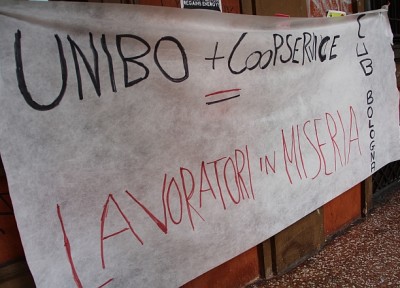 UNIBO + COOPSERVICE
=
LAVORATORI IN MISERIA
CUB BOLOGNA